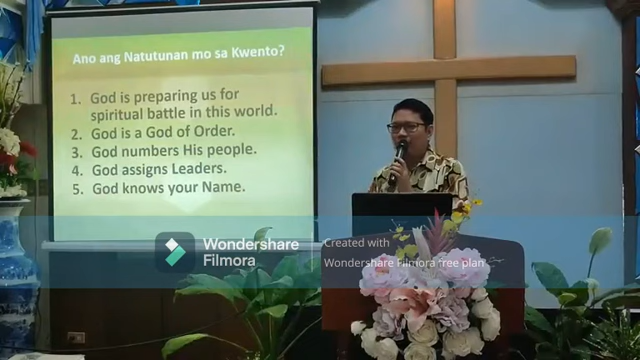 Ano ang Natutunan mo sa Kwento?
1. God is preparing us for
spiritual battle in this world.
2. God is a God of Order.
3. God numbers His people.
4. God assigns Leaders.
5. God knows your Name.
Wondershare
Filmora
Created with
Wondershare Filmora free plan